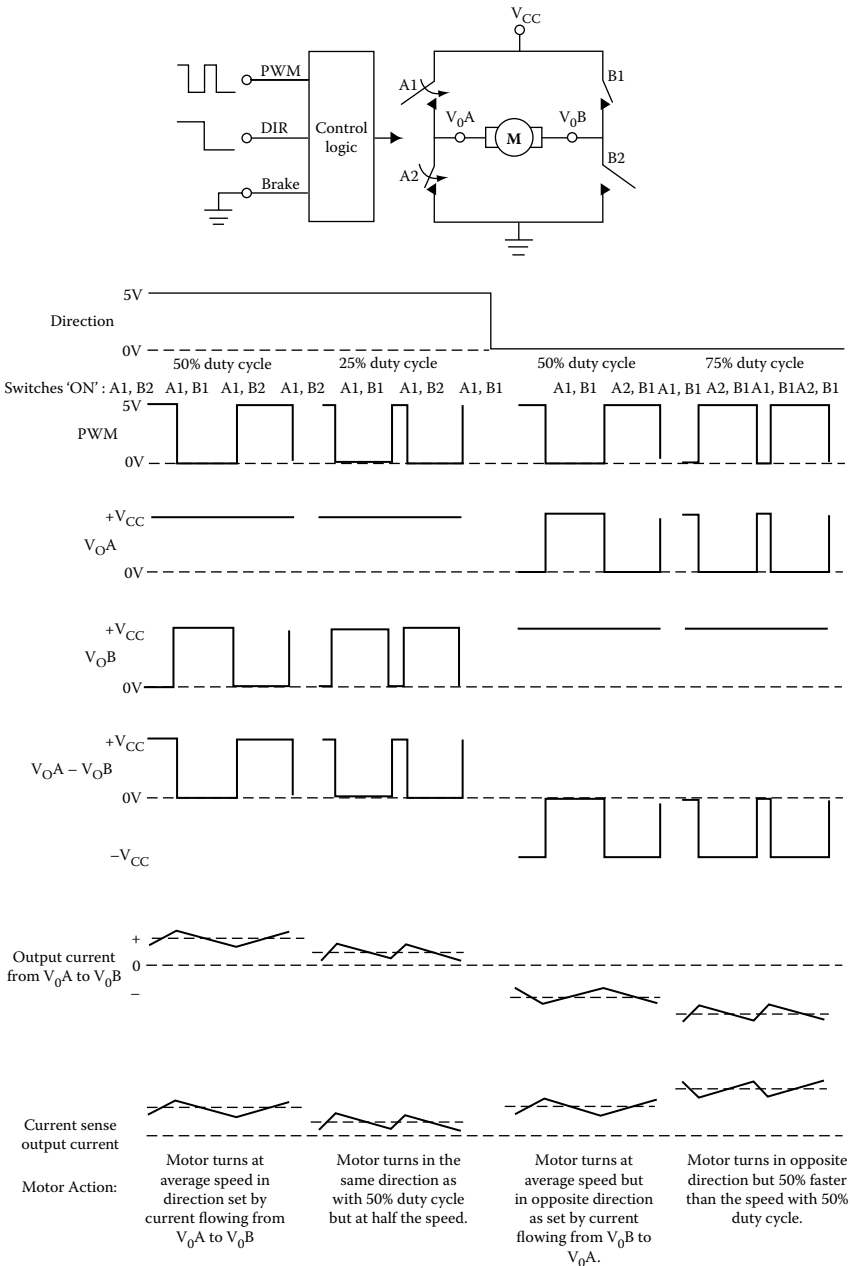 V_CC
PWM
DIR
Brake
Control
logic
A1
B1
V_0A
M
V_0B
A2
B2
5V
Direction
0V
50% duty cycle
25% duty cycle
50% duty cycle
75% duty cycle
Switches 'ON' : A1, B2 A1, B1 A1, B2 A1, B2 A1, B1 A1, B2 A1, B1 A1, B1 A2, B1 A1, B1 A2, B1 A1, B1 A2, B1
5V
PWM
0V
+V_CC
V_OA
0V
+V_CC
V_OB
0V
+V_CC
V_OA – V_OB
0V
–V_CC
+
Output current
from V_0A to V_0B
0
–
Current sense
output current
Motor Action:
Motor turns at
average speed in
direction set by
current flowing from
V_0A to V_0B
Motor turns in the
same direction as
with 50% duty cycle
but at half the speed.
Motor turns at
average speed but
in opposite direction
as set by current
flowing from V_0B to
V_0A.
Motor turns in opposite
direction but 50% faster
than the speed with 50%
duty cycle.